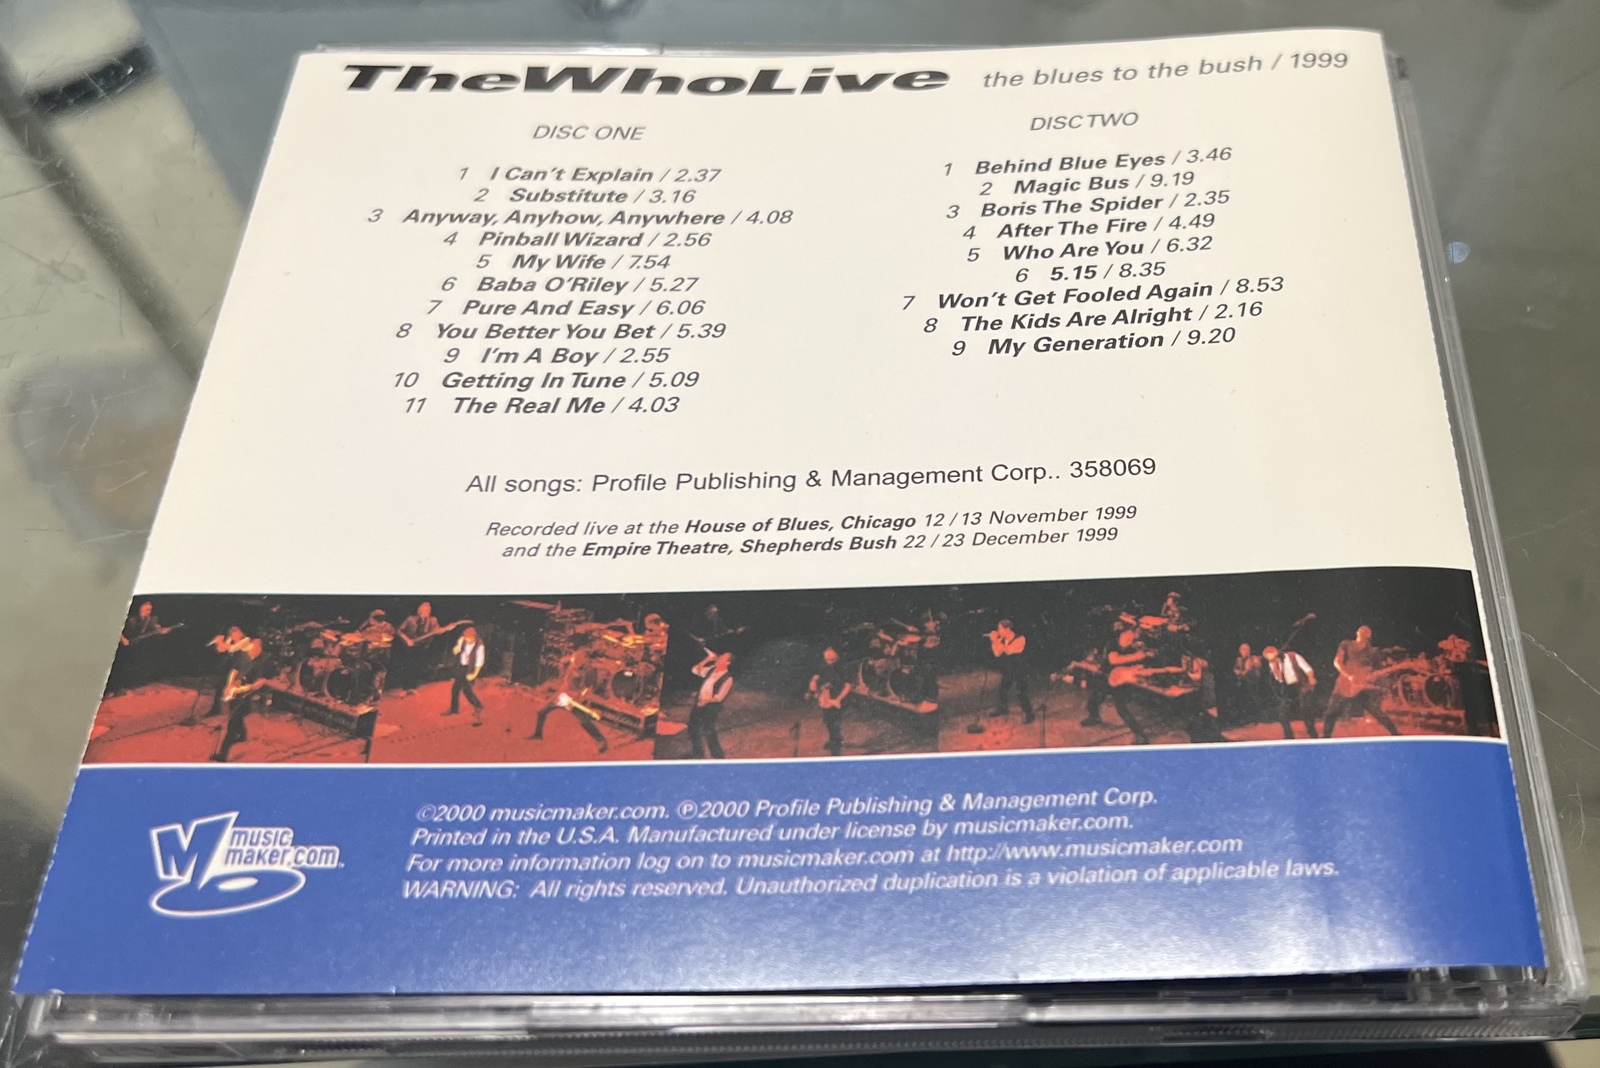 TheWhoLive the blues to the bush / 1999
DISC ONE
1 I Can't Explain / 2.37
2 Substitute / 3.16
3 Anyway, Anyhow, Anywhere / 4.08
4 Pinball Wizard / 2.56
5 My Wife / 7.54
6 Baba O'Riley / 5.27
7 Pure And Easy / 6.06
8 You Better You Bet / 5.39
9 I'm A Boy / 2.55
10 Getting In Tune / 5.09
11 The Real Me / 4.03
DISC TWO
1 Behind Blue Eyes / 3.46
2 Magic Bus / 9.19
3 Boris The Spider / 2.35
4 After The Fire / 4.49
5 Who Are You / 6.32
6 5.15 / 8.35
7 Won't Get Fooled Again / 8.53
8 The Kids Are Alright / 2.16
9 My Generation / 9.20
All songs: Profile Publishing & Management Corp.. 358069
Recorded live at the House of Blues, Chicago 12 / 13 November 1999
and the Empire Theatre, Shepherds Bush 22 / 23 December 1999
music
maker.com™
©2000 musicmaker.com. ℗2000 Profile Publishing & Management Corp.
Printed in the U.S.A. Manufactured under license by musicmaker.com.
For more information log on to musicmaker.com at http://www.musicmaker.com
WARNING: All rights reserved. Unauthorized duplication is a violation of applicable laws.